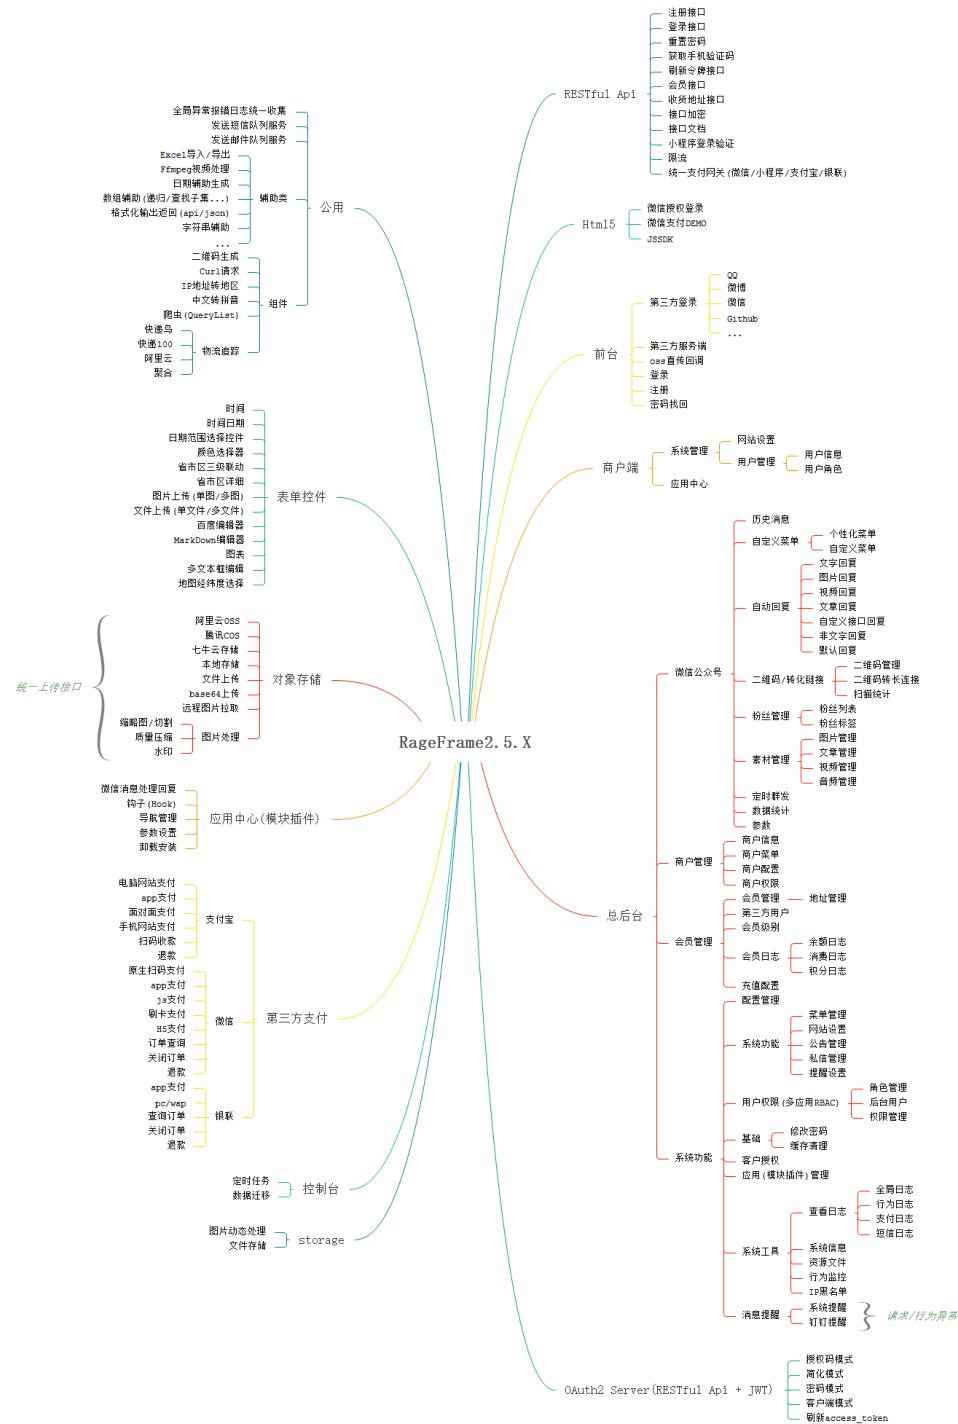 RageFrame2.5.X
RESTful Api
注册接口
登录接口
重置密码
获取手机验证码
刷新令牌接口
会员接口
收货地址接口
接口加密
接口文档
小程序登录验证
限流
统一支付网关(微信/小程序/支付宝/银联)
Html5
微信授权登录
微信支付DEMO
JSSDK
前台
第三方登录
QQ
微博
微信
Github
...
第三方服务端
oss直传回调
登录
注册
密码找回
商户端
系统管理
网站设置
用户管理
用户信息
用户角色
应用中心
总后台
微信公众号
历史消息
自定义菜单
个性化菜单
自定义菜单
自动回复
文字回复
图片回复
视频回复
文章回复
自定义接口回复
非文字回复
默认回复
二维码/转化链接
二维码管理
二维码转长连接
扫描统计
粉丝管理
粉丝列表
粉丝标签
素材管理
图片管理
文章管理
视频管理
音频管理
定时群发
数据统计
参数
商户管理
商户信息
商户菜单
商户配置
商户权限
会员管理
会员管理
地址管理
第三方用户
会员级别
会员日志
余额日志
消费日志
积分日志
充值配置
系统功能
配置管理
系统功能
菜单管理
网站设置
公告管理
私信管理
提醒设置
用户权限(多应用RBAC)
角色管理
后台用户
权限管理
基础
修改密码
缓存清理
客户授权
应用(模块插件)管理
系统工具
查看日志
全局日志
行为日志
支付日志
短信日志
系统信息
资源文件
行为监控
IP黑名单
消息提醒
系统提醒
钉钉提醒
请求/行为异常
OAuth2 Server(RESTful Api + JWT)
授权码模式
简化模式
密码模式
客户端模式
刷新access_token
公用
全局异常报错日志统一收集
发送短信队列服务
发送邮件队列服务
辅助类
Excel导入/导出
Ffmpeg视频处理
日期辅助生成
数组辅助(递归/查找子集...)
格式化输出返回(api/json)
字符串辅助
...
组件
二维码生成
Curl请求
IP地址转地区
中文转拼音
爬虫(QueryList)
物流追踪
快递鸟
快递100
阿里云
聚合
表单控件
时间
时间日期
日期范围选择控件
颜色选择器
省市区三级联动
省市区详细
图片上传(单图/多图)
文件上传(单文件/多文件)
百度编辑器
MarkDown编辑器
图表
多文本框编辑
地图经纬度选择
对象存储
阿里云OSS
腾讯COS
七牛云存储
本地存储
文件上传
base64上传
远程图片拉取
图片处理
缩略图/切割
质量压缩
水印
统一上传接口
应用中心(模块插件)
微信消息处理回复
钩子(Hook)
导航管理
参数设置
卸载安装
第三方支付
支付宝
电脑网站支付
app支付
面对面支付
手机网站支付
扫码收款
退款
微信
原生扫码支付
app支付
js支付
刷卡支付
H5支付
订单查询
关闭订单
退款
银联
app支付
pc/wap
查询订单
关闭订单
退款
控制台
定时任务
数据迁移
storage
图片动态处理
文件存储